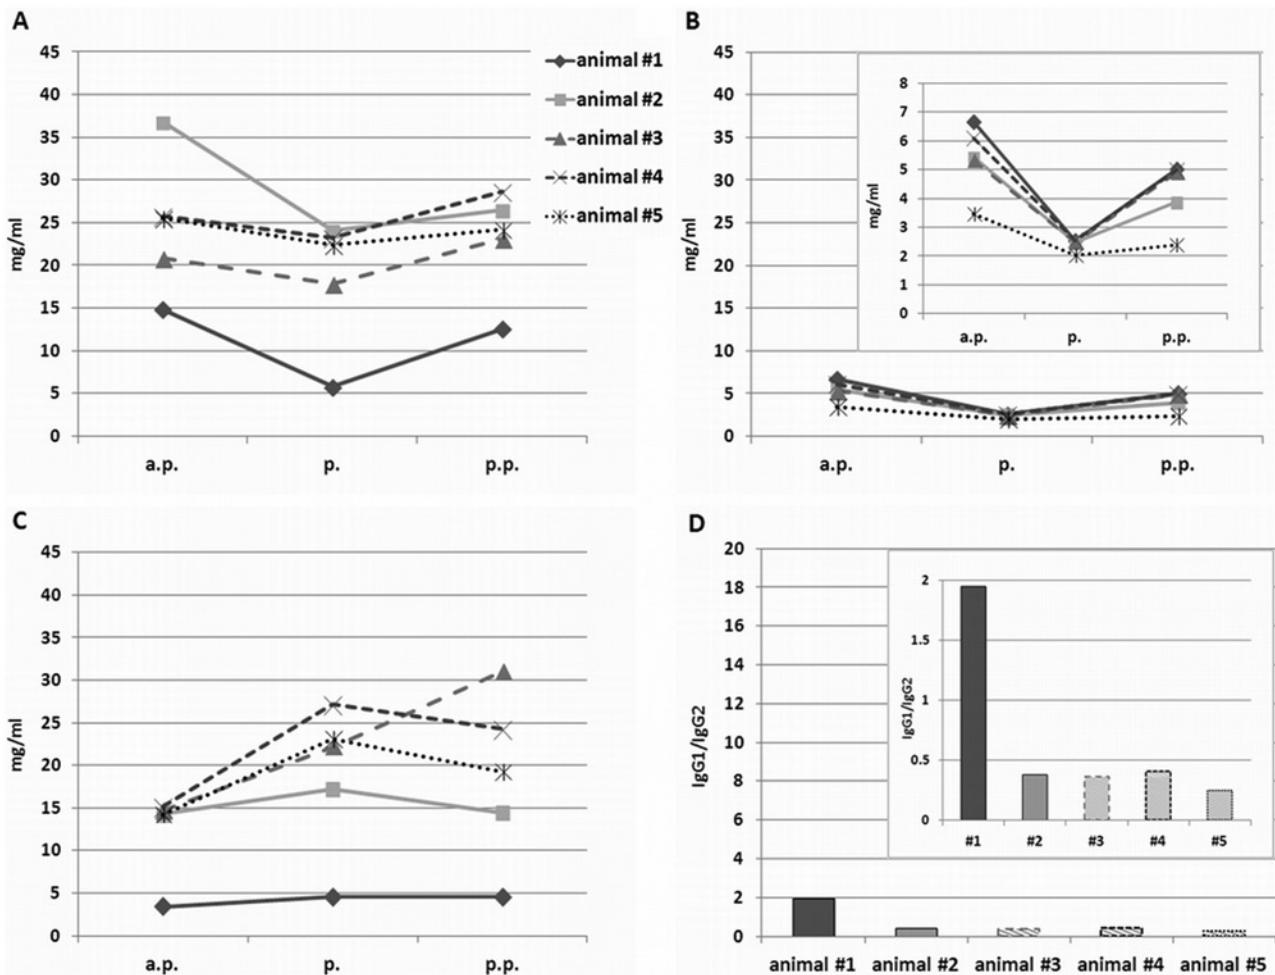 A
45
40
35
30
25
20
15
10
5
0
mg/ml
a.p. p. p.p.
animal #1
animal #2
animal #3
animal #4
animal #5
B
45
40
35
30
25
20
15
10
5
0
mg/ml
a.p. p. p.p.
8
7
6
5
4
3
2
1
0
mg/ml
a.p. p. p.p.
C
45
40
35
30
25
20
15
10
5
0
mg/ml
a.p. p. p.p.
D
20
18
16
14
12
10
8
6
4
2
0
IgG1/IgG2
animal #1 animal #2 animal #3 animal #4 animal #5
2
1.5
1
0.5
0
IgG1/IgG2
#1 #2 #3 #4 #5